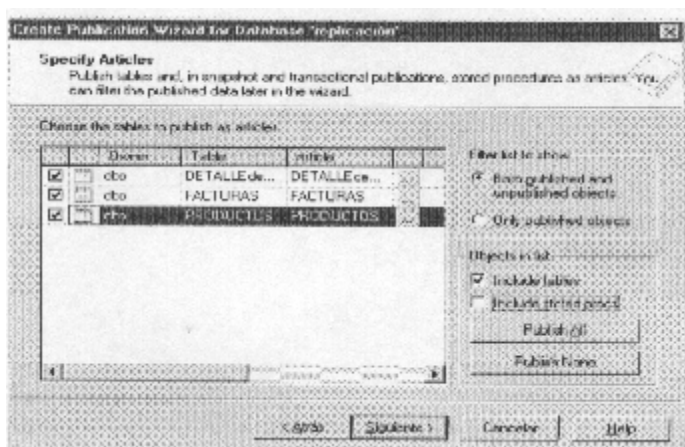 Create Publication Wizard for Database 'replicación'
Specify Articles
Publish tables and, in snapshot and transactional publications, stored procedures as articles. You
can filter the published data later in the wizard.
Choose the tables to publish as articles.
Owner Table Article
dbo DETALLE de... DETALLE de...
dbo FACTURAS FACTURAS
dbo PRODUCTOS PRODUCTOS
Filter list to show
Both published and
unpublished objects
Only published objects
Objects in list
Include tables
Include stored procs
Publish All
Publish None
< Atrás
Siguiente >
Cancelar
Help